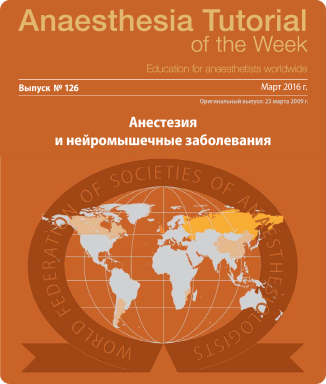 Anaesthesia Tutorial
of the Week
Education for anaesthetists worldwide
Выпуск № 126
Март 2016 г.
Оригинальный выпуск: 23 марта 2009 г.
Анестезия
и нейромышечные заболевания
WORLD FEDERATION OF SOCIETIES OF ANAESTHESIOLOGISTS